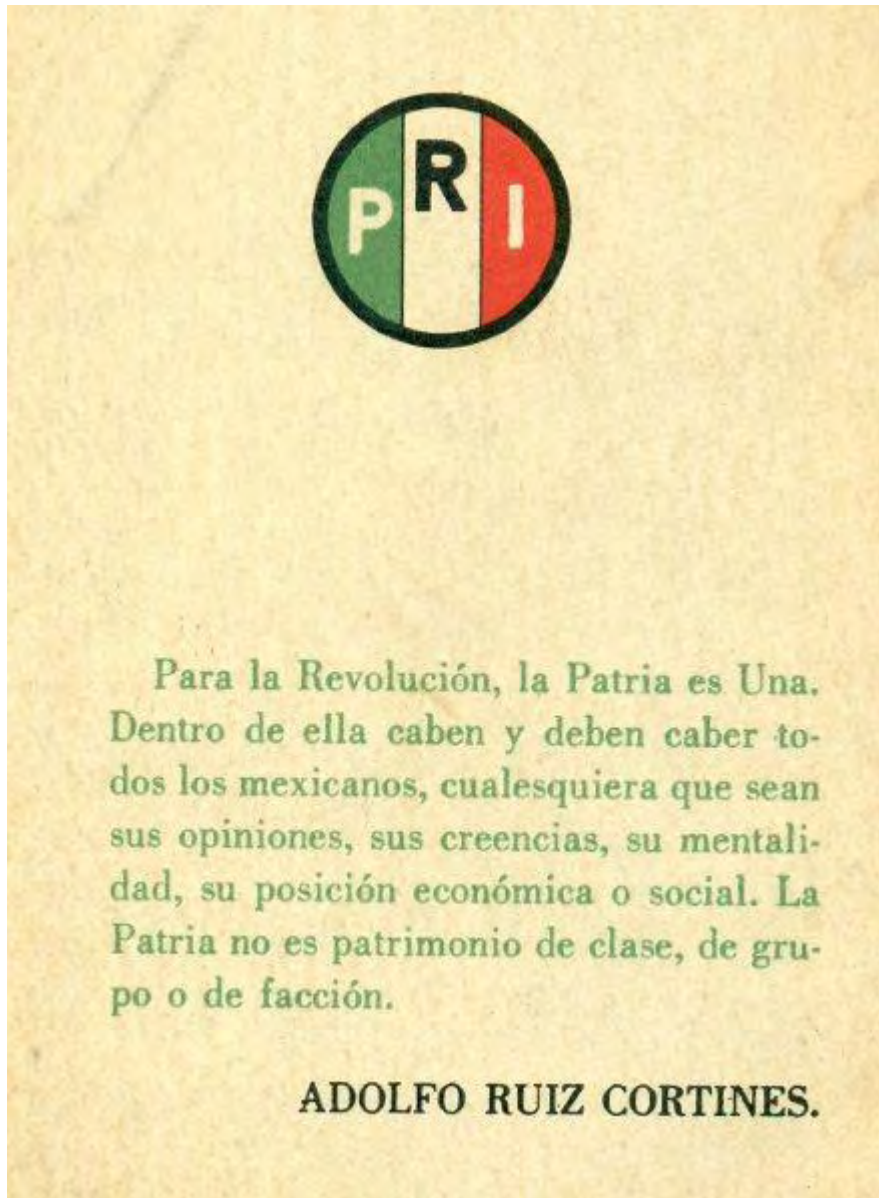 P R I
Para la Revolución, la Patria es Una.
Dentro de ella caben y deben caber to-
dos los mexicanos, cualesquiera que sean
sus opiniones, sus creencias, su mentali-
dad, su posición económica o social. La
Patria no es patrimonio de clase, de gru-
po o de facción.
ADOLFO RUIZ CORTINES.